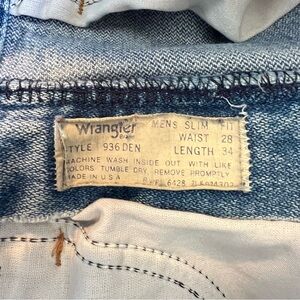 Wrangler MENS SLIM FIT
WAIST 28
STYLE 936DEN LENGTH 34
MACHINE WASH INSIDE OUT WITH LIKE
COLORS TUMBLE DRY, REMOVE PROMPTLY
MADE IN U.S.A. 6428